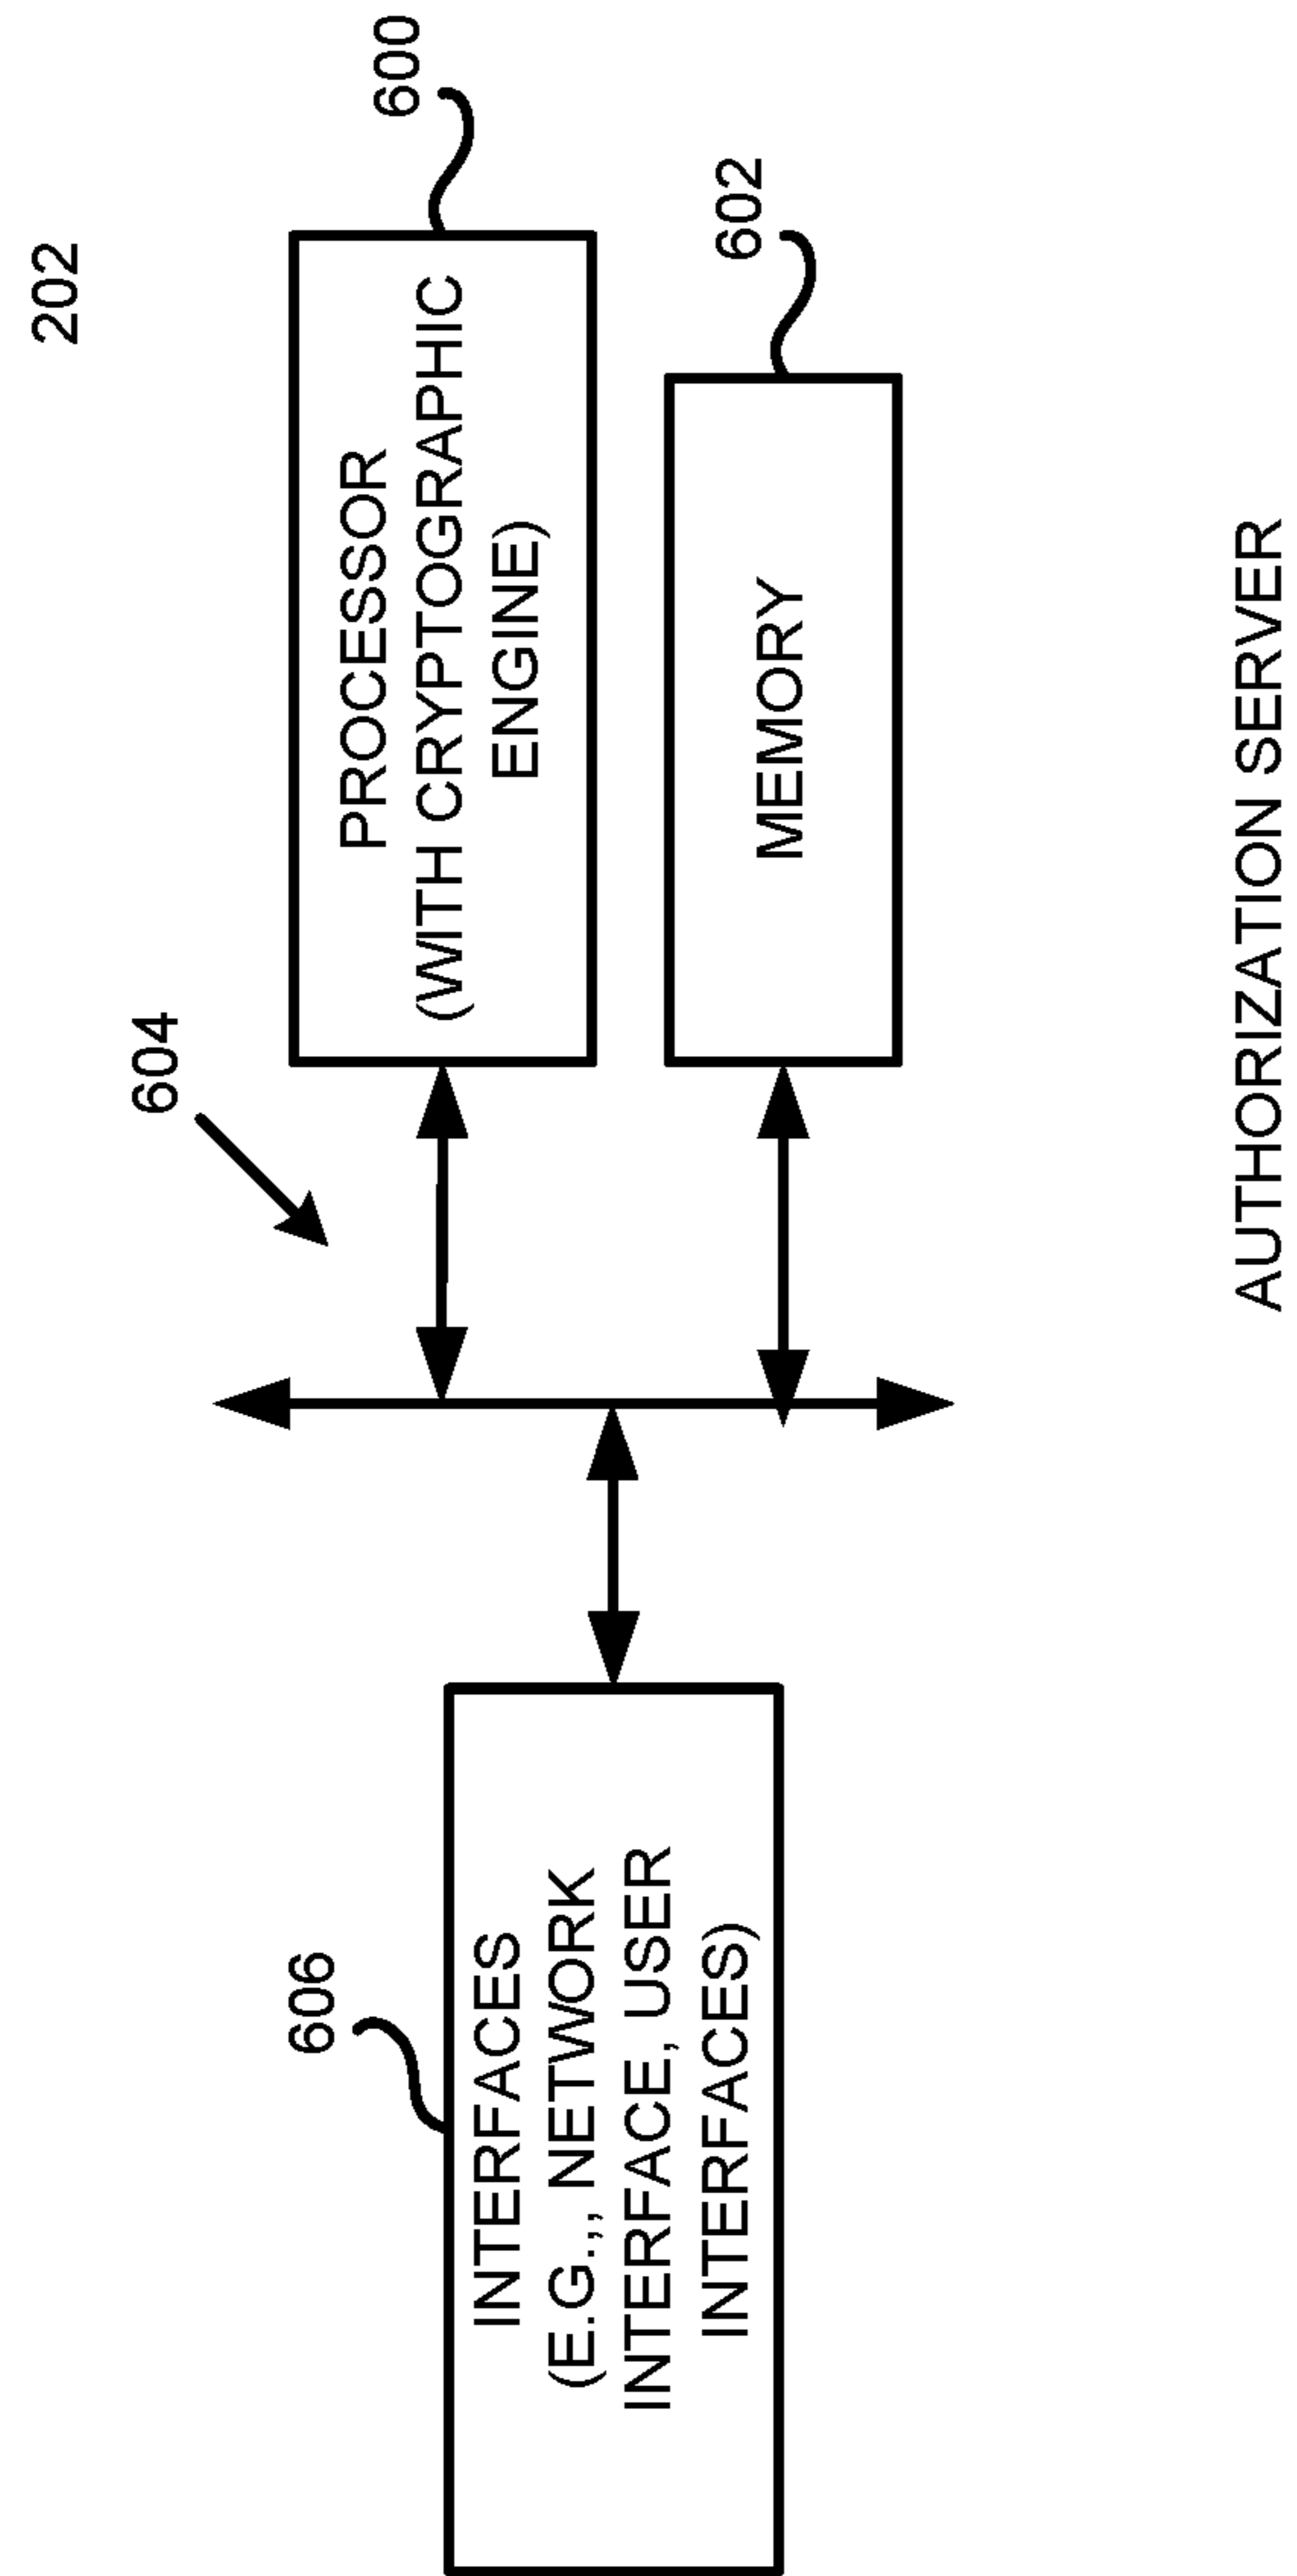 202
600
PROCESSOR
(WITH CRYPTOGRAPHIC
ENGINE)
602
MEMORY
604
606
INTERFACES
(E.G.,, NETWORK
INTERFACE, USER
INTERFACES)
AUTHORIZATION SERVER